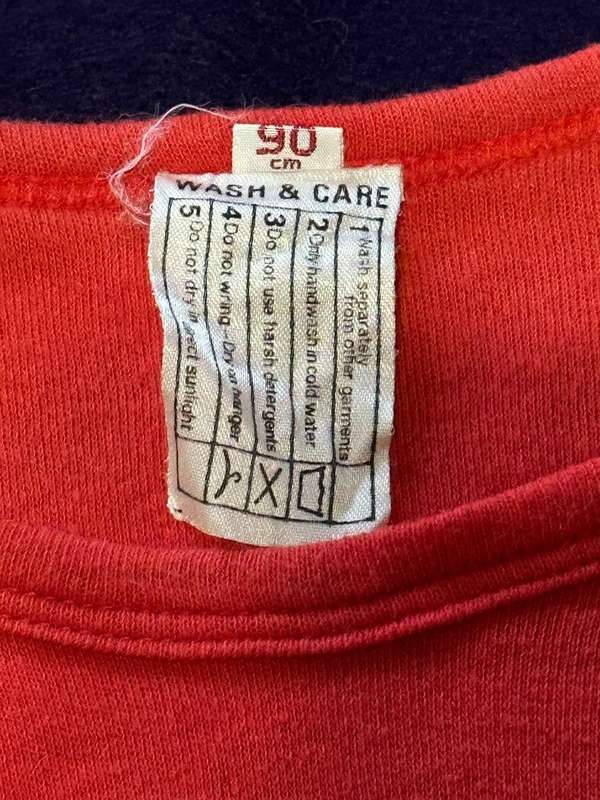 90
cm
WASH & CARE
1 Wash separately
from other garments
2 Only handwash in cold water
3 Do not use harsh detergents
4 Do not wring - Dry on hanger
5 Do not dry in direct sunlight